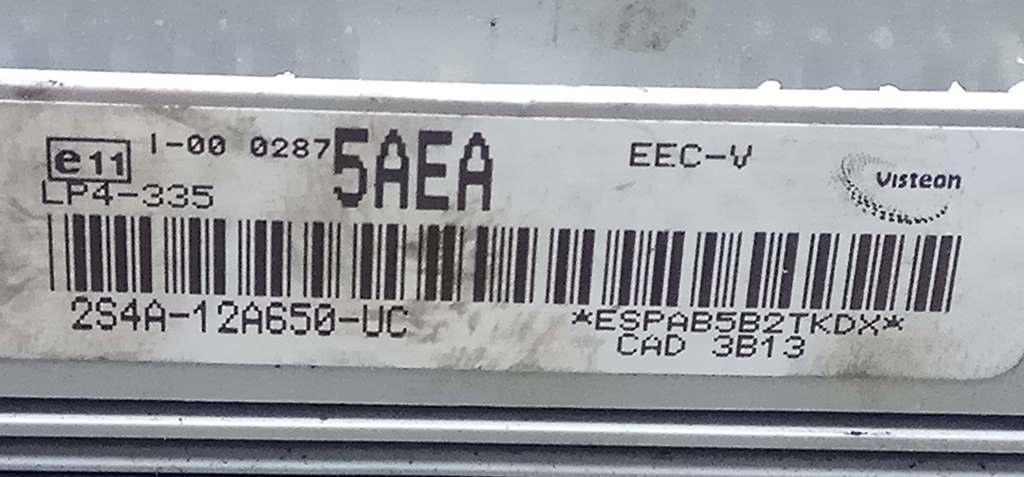 e11 I-00 0287 5AEA EEC-V Visteon
LP4-335
2S4A-12A650-UC *ESPAB5B2TKDX*
CAD 3B13